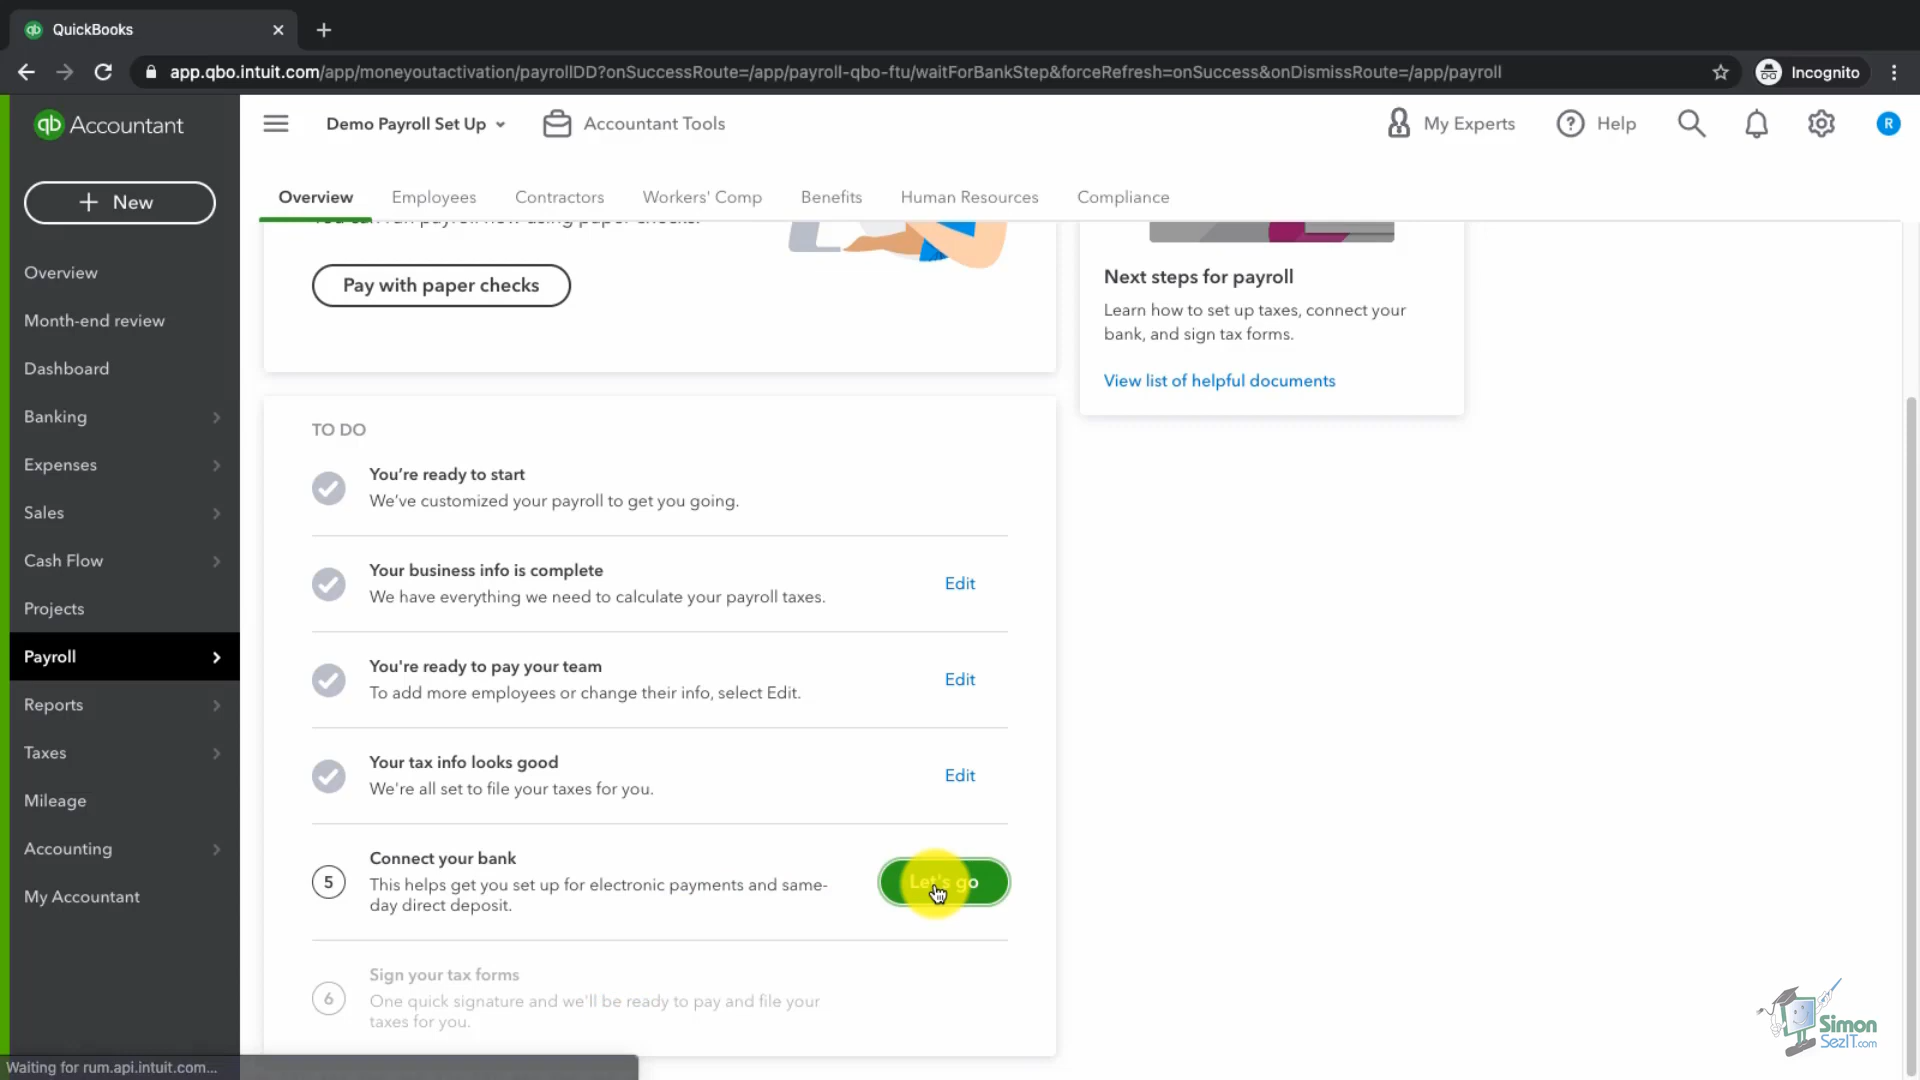 QuickBooks
app.qbo.intuit.com/app/moneyoutactivation/payrollDD?onSuccessRoute=/app/payroll-qbo-ftu/waitForBankStep&forceRefresh=onSuccess&onDismissRoute=/app/payroll
Incognito
qb Accountant
Demo Payroll Set Up
Accountant Tools
My Experts
Help
R
+ New
Overview
Month-end review
Dashboard
Banking
Expenses
Sales
Cash Flow
Projects
Payroll
Reports
Taxes
Mileage
Accounting
My Accountant
Overview
Employees
Contractors
Workers' Comp
Benefits
Human Resources
Compliance
You can run payroll now using paper checks.
Pay with paper checks
Next steps for payroll
Learn how to set up taxes, connect your
bank, and sign tax forms.
View list of helpful documents
TO DO
You're ready to start
We've customized your payroll to get you going.
Your business info is complete
We have everything we need to calculate your payroll taxes.
Edit
You're ready to pay your team
To add more employees or change their info, select Edit.
Edit
Your tax info looks good
We're all set to file your taxes for you.
Edit
5
Connect your bank
This helps get you set up for electronic payments and same-
day direct deposit.
Let's go
6
Sign your tax forms
One quick signature and we'll be ready to pay and file your
taxes for you.
Waiting for rum.api.intuit.com...
Simon
SezIT.com